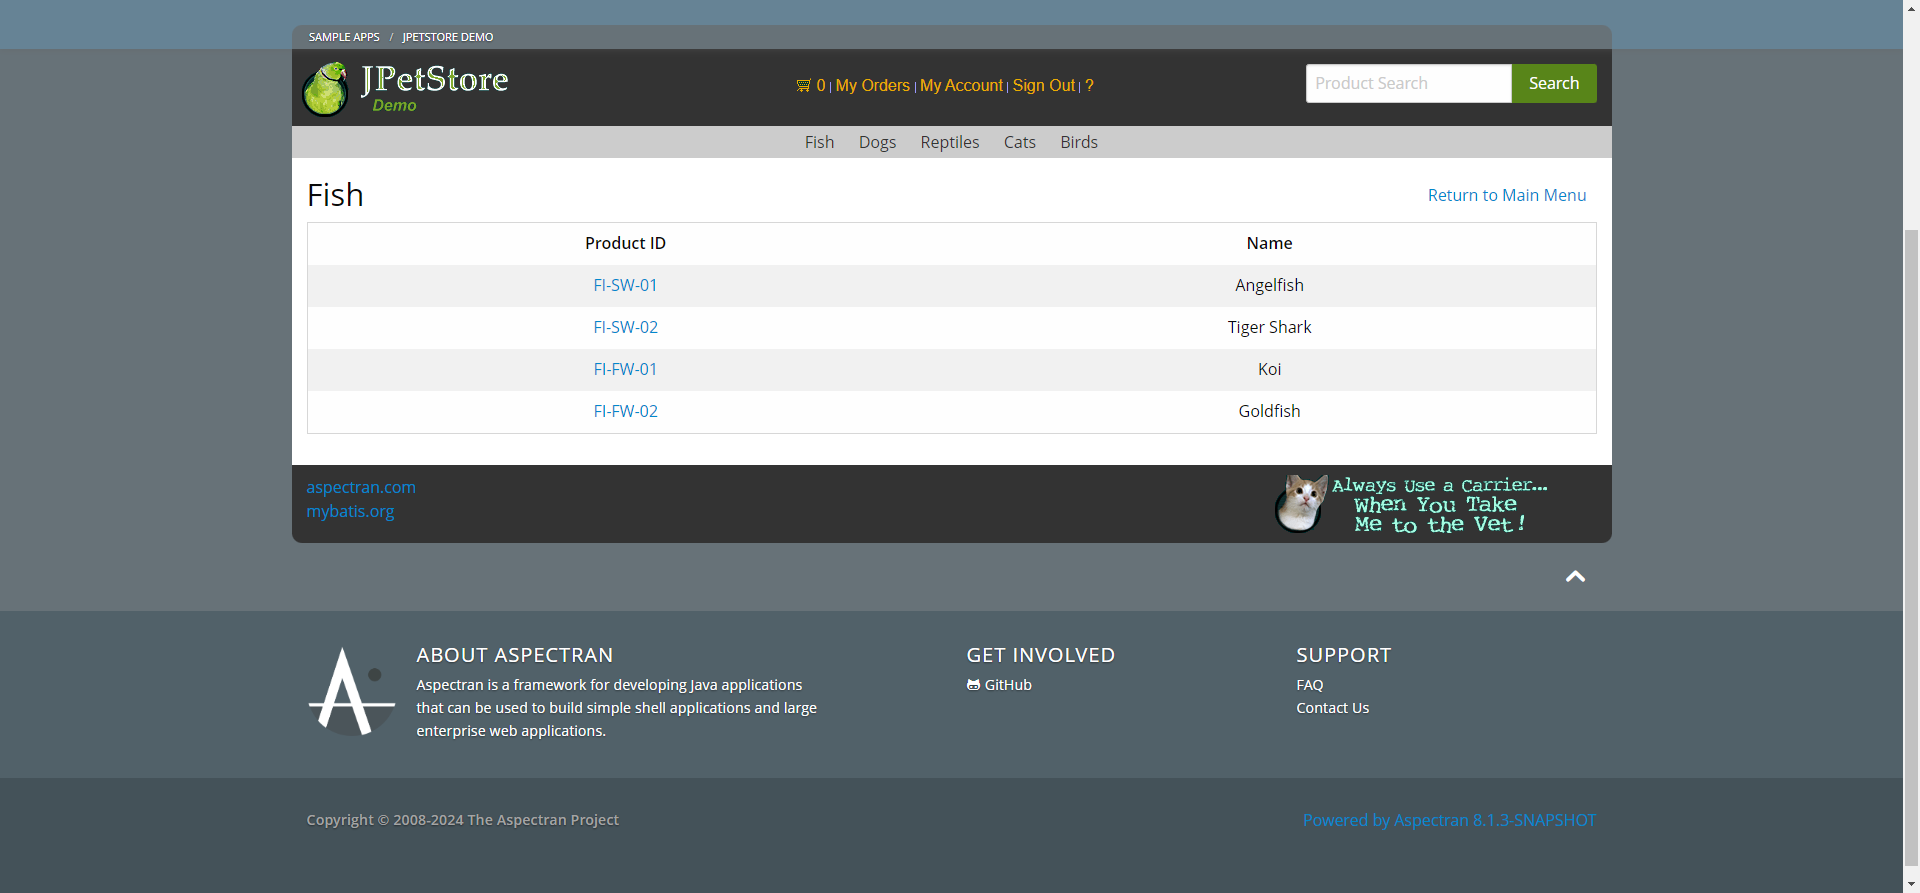 SAMPLE APPS / JPETSTORE DEMO
JPetStore
Demo
0 | My Orders | My Account | Sign Out | ?
Product Search
Search
Fish Dogs Reptiles Cats Birds
Fish
Return to Main Menu
Product ID Name
FI-SW-01 Angelfish
FI-SW-02 Tiger Shark
FI-FW-01 Koi
FI-FW-02 Goldfish
aspectran.com
mybatis.org
Always Use a Carrier...
When You Take
Me to the Vet!
ABOUT ASPECTRAN
Aspectran is a framework for developing Java applications
that can be used to build simple shell applications and large
enterprise web applications.
GET INVOLVED
GitHub
SUPPORT
FAQ
Contact Us
Copyright © 2008-2024 The Aspectran Project
Powered by Aspectran 8.1.3-SNAPSHOT